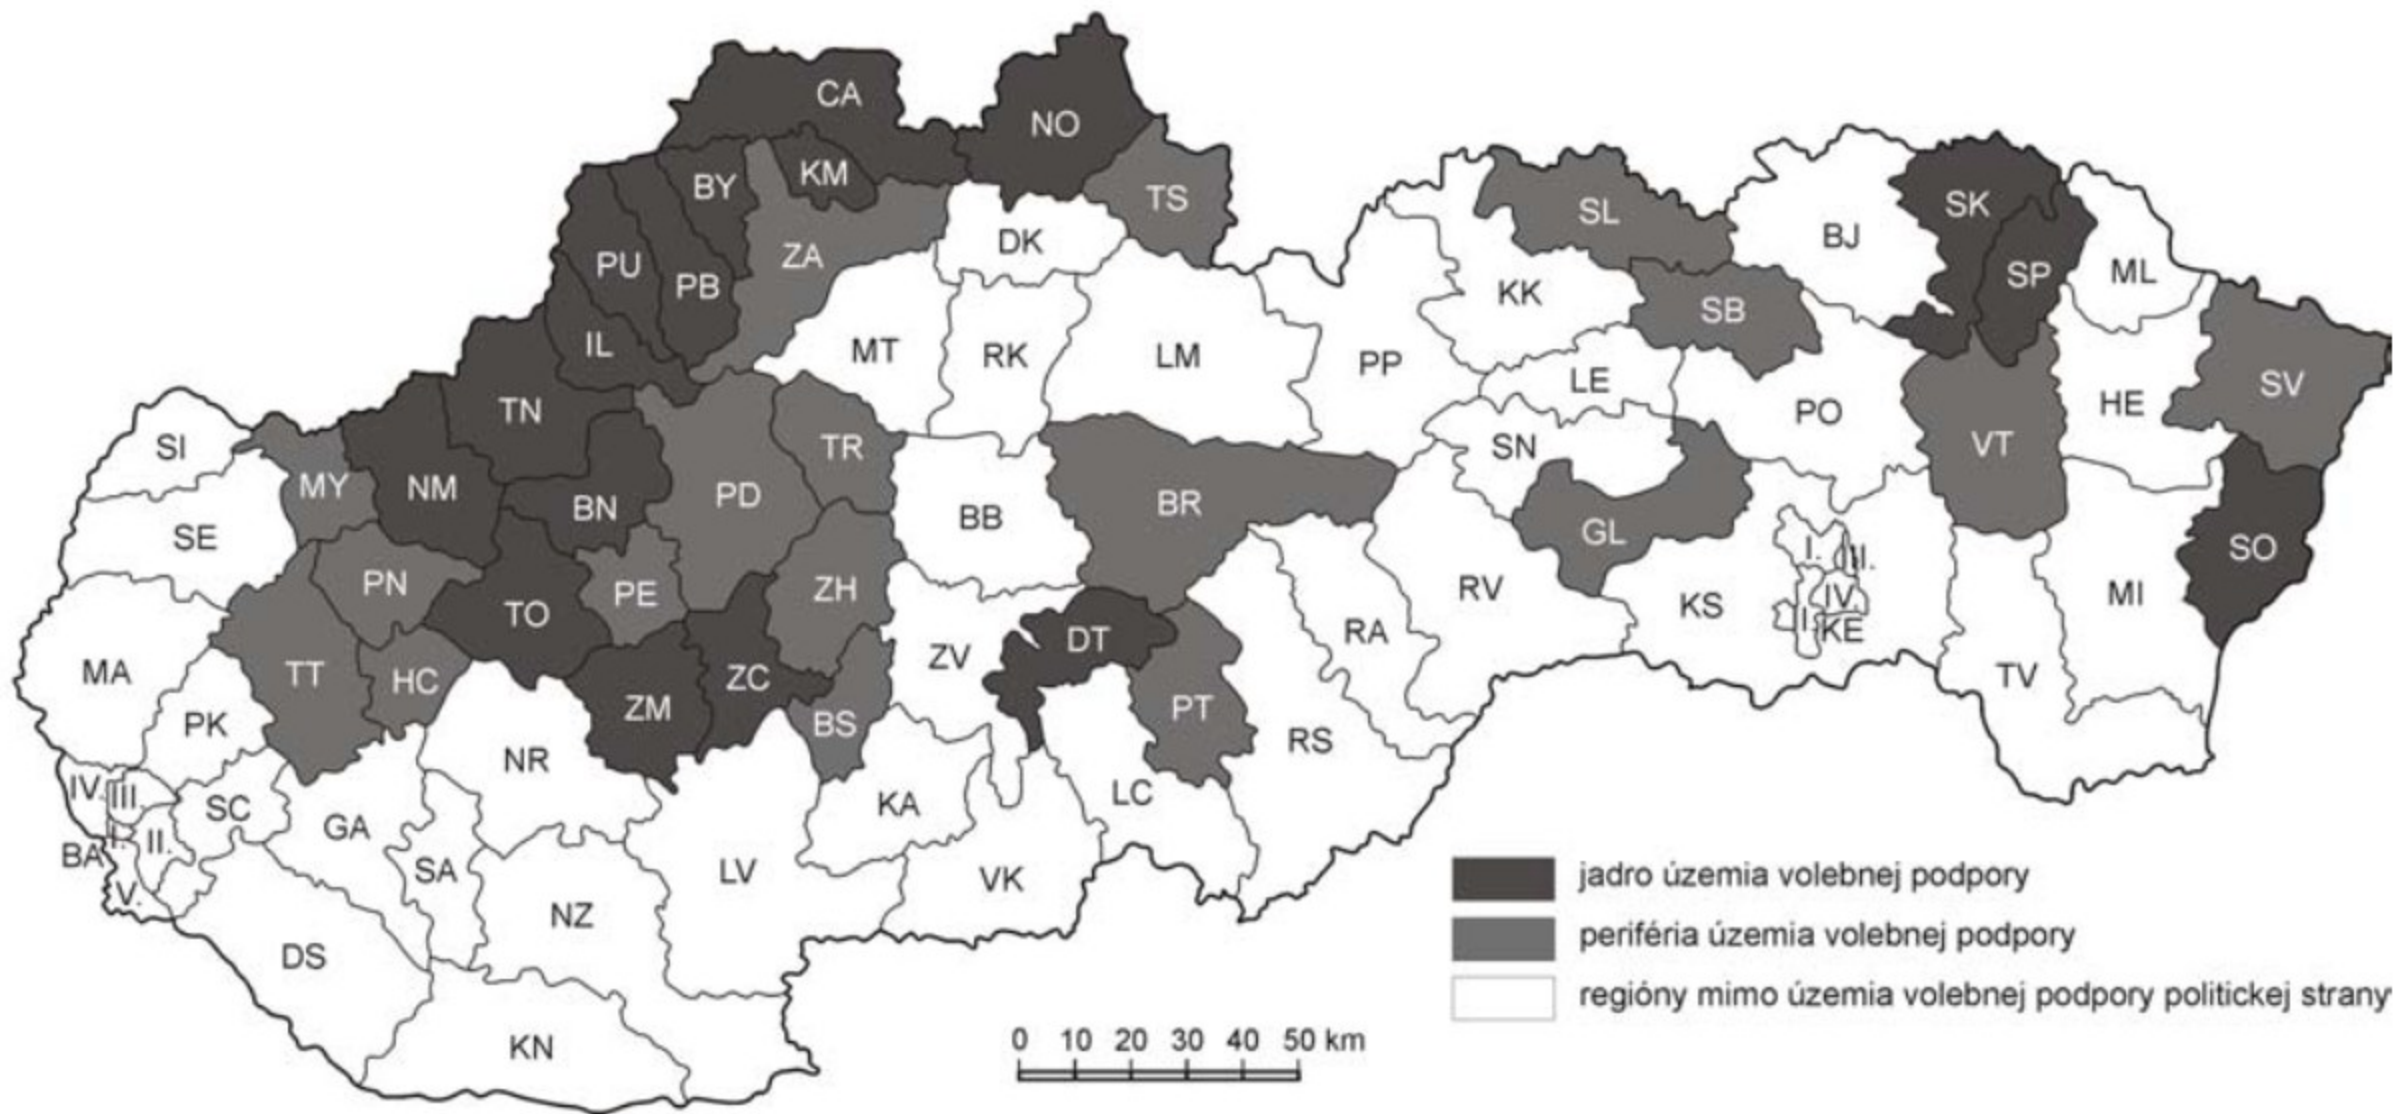 CA
NO
KM
BY
TS
SK
SL
DK
BJ
PU
ZA
PB
SP
ML
KK
SB
IL
MT
RK
LM
PP
LE
SV
TN
PO
HE
SI
TR
SN
VT
MY
NM
PD
BN
BR
BB
SE
GL
I.
III.
SO
PN
PE
ZH
RV
IV.
MI
TO
KS
I.
KE
DT
RA
MA
ZV
TT
HC
ZC
TV
ZM
PT
PK
BS
RS
NR
IV.
III.
SC
KA
LC
GA
I.
II.
BA
SA
LV
VK
jadro územia volebnej podpory
V.
NZ
periféria územia volebnej podpory
DS
regióny mimo územia volebnej podpory politickej strany
KN
0 10 20 30 40 50 km